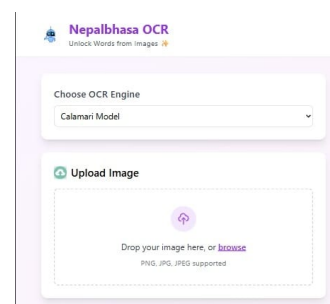 Nepalbhasa OCR
Unlock Words from Images ✨
Choose OCR Engine
Calamari Model
Upload Image
Drop your image here, or browse
PNG, JPG, JPEG supported